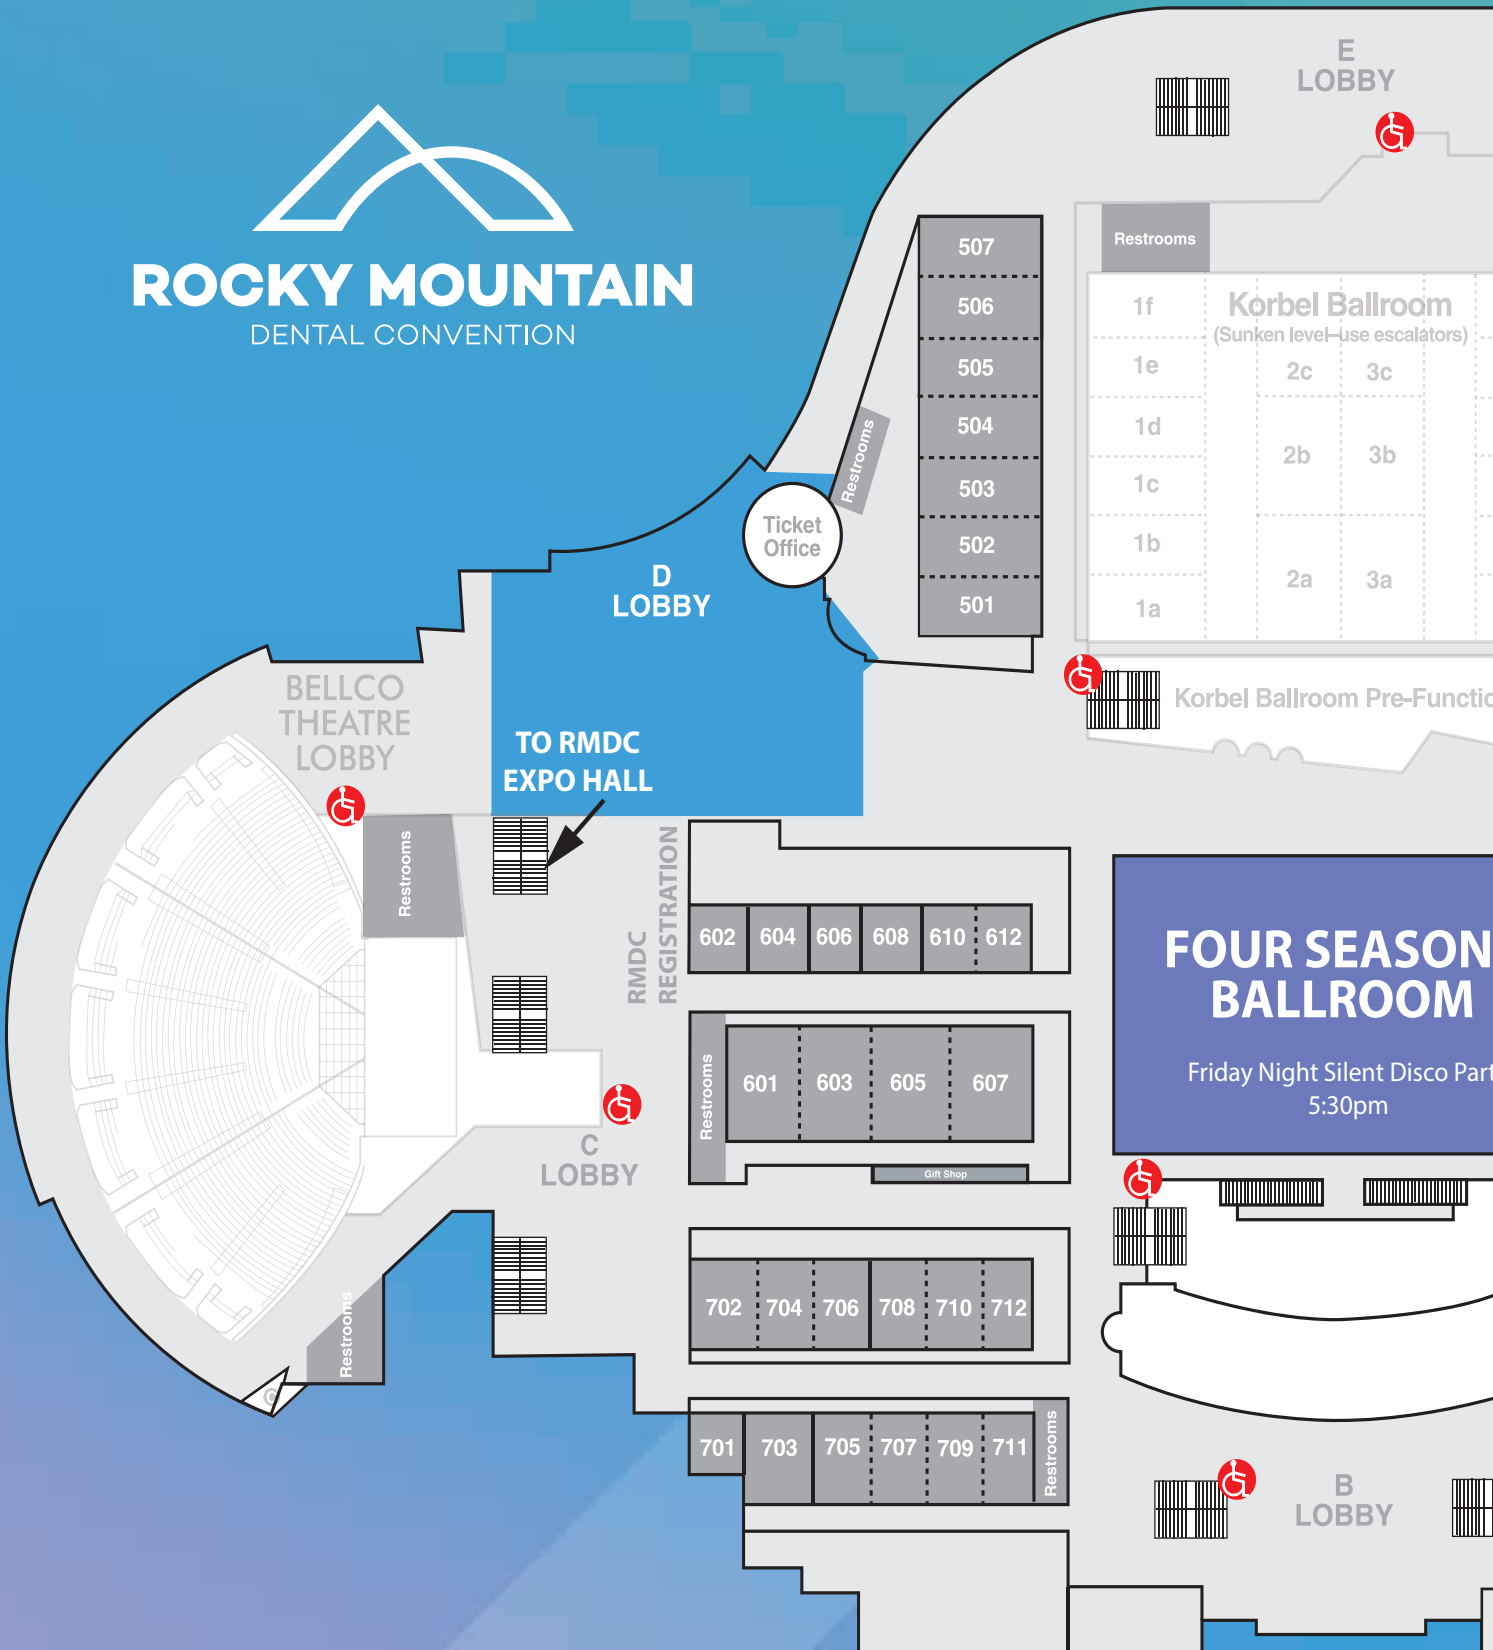 E
LOBBY
ROCKY MOUNTAIN
DENTAL CONVENTION
507
506
505
504
503
502
501
Restrooms
Restrooms
Korbel Ballroom
(Sunken level–use escalators)
1f
1e
1d
1c
1b
1a
2c
3c
2b
3b
2a
3a
Ticket
Office
D
LOBBY
BELLCO
THEATRE
LOBBY
Korbel Ballroom Pre-Functio
TO RMDC
EXPO HALL
Restrooms
RMDC
REGISTRATION
602
604
606
608
610
612
FOUR SEASON
BALLROOM
Friday Night Silent Disco Part
5:30pm
Restrooms
601
603
605
607
Gift Shop
C
LOBBY
702
704
706
708
710
712
Restrooms
701
703
705
707
709
711
Restrooms
B
LOBBY